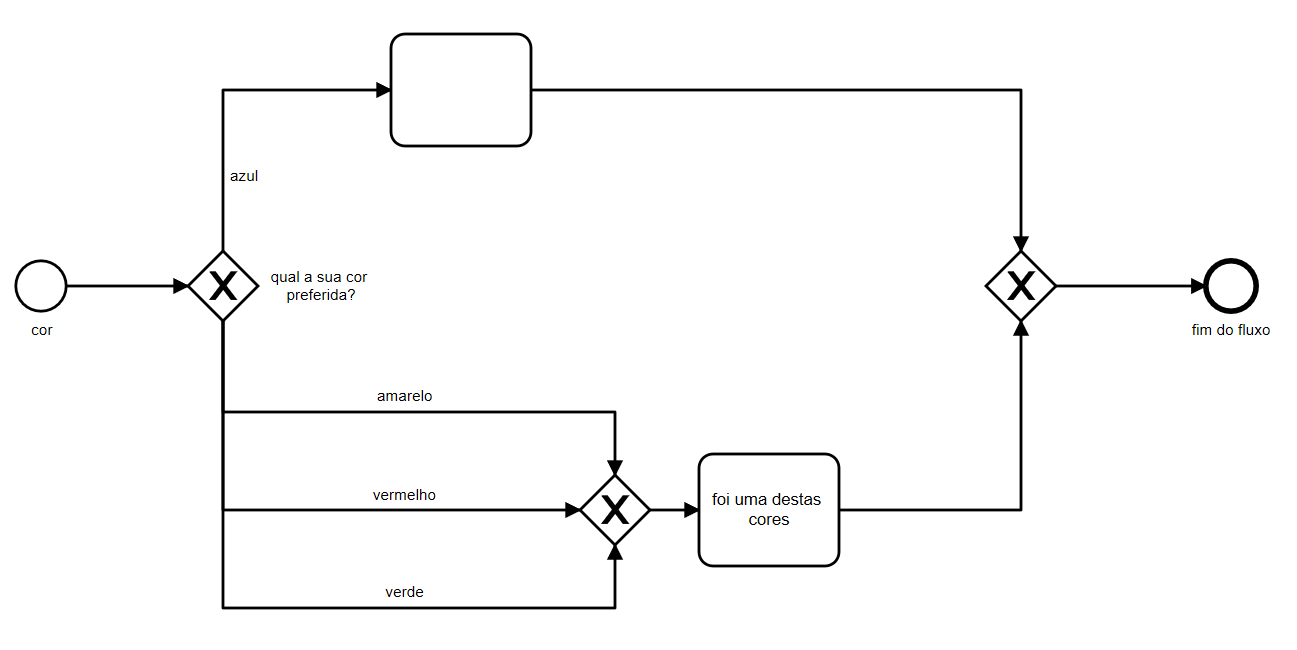 azul
qual a sua cor
preferida?
cor
fim do fluxo
amarelo
vermelho
foi uma destas
cores
verde